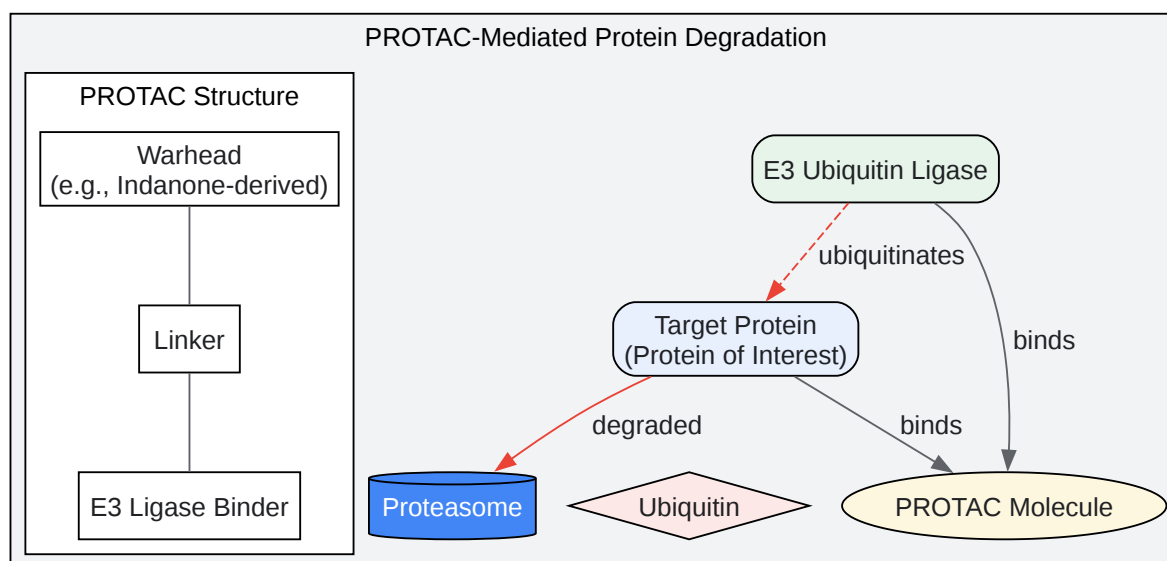 PROTAC-Mediated Protein Degradation
PROTAC Structure
Warhead
(e.g., Indanone-derived)
Linker
E3 Ligase Binder
E3 Ubiquitin Ligase
ubiquitinates
Target Protein
(Protein of Interest)
binds
degraded
binds
Proteasome
Ubiquitin
PROTAC Molecule